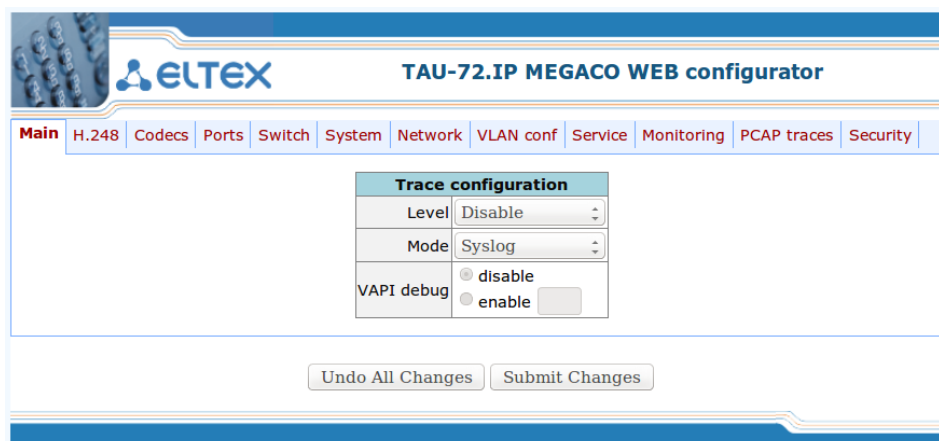 ELTEX
TAU-72.IP MEGACO WEB configurator
Main H.248 Codecs Ports Switch System Network VLAN conf Service Monitoring PCAP traces Security
Trace configuration
Level Disable
Mode Syslog
VAPI debug
disable
enable
Undo All Changes Submit Changes